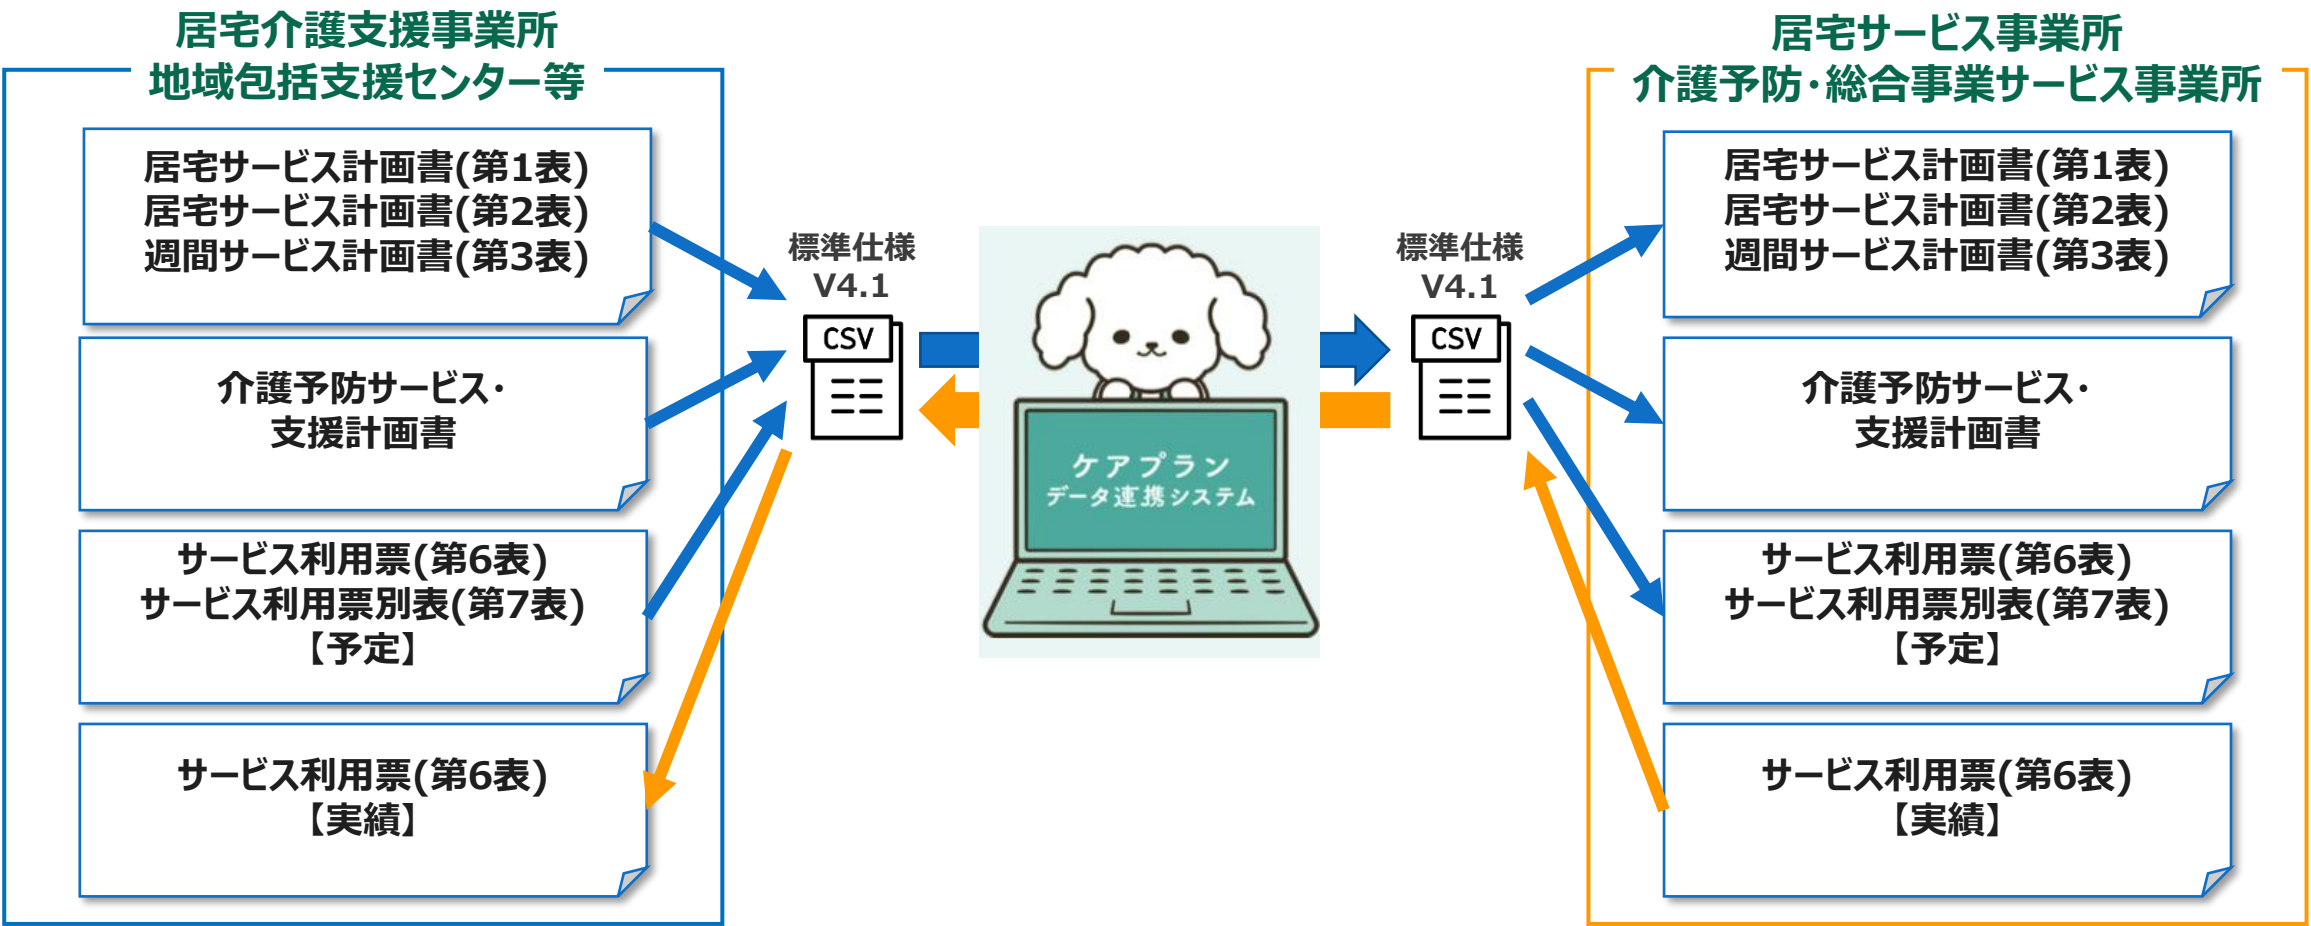 居宅介護支援事業所
地域包括支援センター等
居宅サービス計画書(第1表)
居宅サービス計画書(第2表)
週間サービス計画書(第3表)
介護予防サービス・
支援計画書
サービス利用票(第6表)
サービス利用票別表(第7表)
【予定】
サービス利用票(第6表)
【実績】
標準仕様
V4.1
CSV
ケアプラン
データ連携システム
標準仕様
V4.1
CSV
居宅サービス事業所
介護予防・総合事業サービス事業所
居宅サービス計画書(第1表)
居宅サービス計画書(第2表)
週間サービス計画書(第3表)
介護予防サービス・
支援計画書
サービス利用票(第6表)
サービス利用票別表(第7表)
【予定】
サービス利用票(第6表)
【実績】